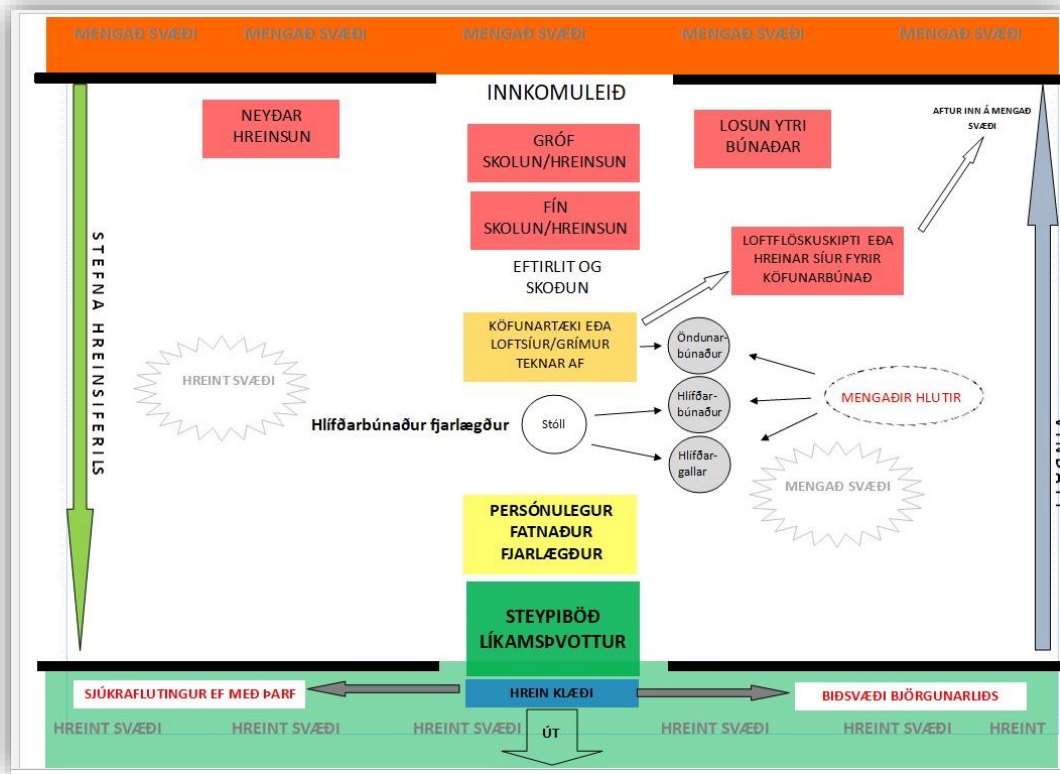 MENGAÐ SVÆÐI MENGAÐ SVÆÐI MENGAÐ SVÆÐI MENGAÐ SVÆÐI MENGAÐ SVÆÐI
INNKOMULEIÐ
NEYÐAR
HREINSUN
GRÓF
SKOLUN/HREINSUN
LOSUN YTRI
BÚNAÐAR
AFTUR INN Á MENGAÐ
SVÆÐI
FÍN
SKOLUN/HREINSUN
LOFTFLÖSKUSKIPTI EÐA
HREINAR SÍUR FYRIR
KÖFUNARBÚNAÐ
EFTIRLIT OG
SKOÐUN
STEFNA HREINSIFERILS
KÖFUNARTÆKI EÐA
LOFTSÍUR/GRÍMUR
TEKNAR AF
Öndunar-
búnaður
HREINT SVÆÐI
Hlífðar-
búnaður
MENGAÐIR HLUTIR
Hlífðarbúnaður fjarlægður
Stóll
Hlífðar-
gallar
MENGAÐ SVÆÐI
PERSÓNULEGUR
FATNAÐUR
FJARLÆGÐUR
STEYPIBÖÐ
LÍKAMSÞVOTTUR
SJÚKRAFLUTINGUR EF MEÐ ÞARF
HREIN KLÆÐI
BIÐSVÆÐI BJÖRGUNARLIÐS
HREINT SVÆÐI HREINT SVÆÐI HREINT SVÆÐI HREINT SVÆÐI HREINT SVÆÐI HREINT
ÚT